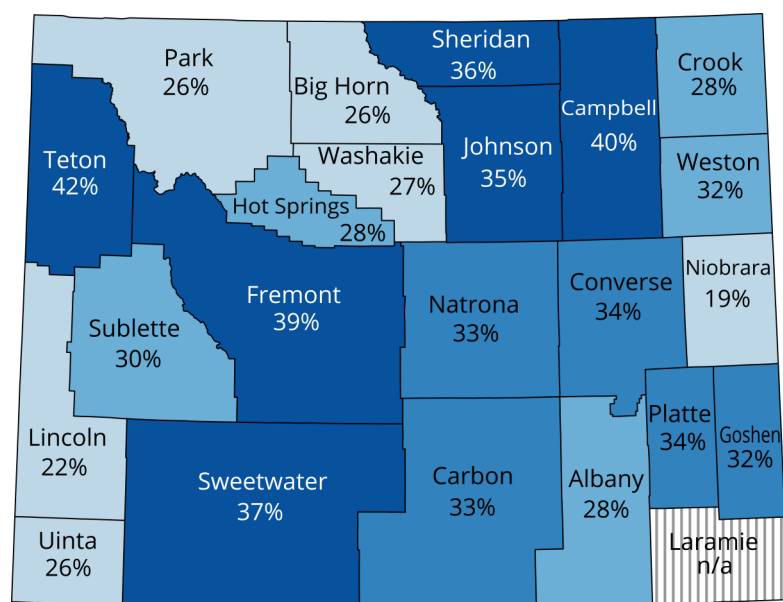 Park
26%
Big Horn
26%
Sheridan
36%
Campbell
40%
Crook
28%
Teton
42%
Washakie
27%
Johnson
35%
Weston
32%
Hot Springs
28%
Fremont
39%
Natrona
33%
Converse
34%
Niobrara
19%
Sublette
30%
Lincoln
22%
Sweetwater
37%
Carbon
33%
Albany
28%
Platte
34%
Goshen
32%
Uinta
26%
Laramie
n/a